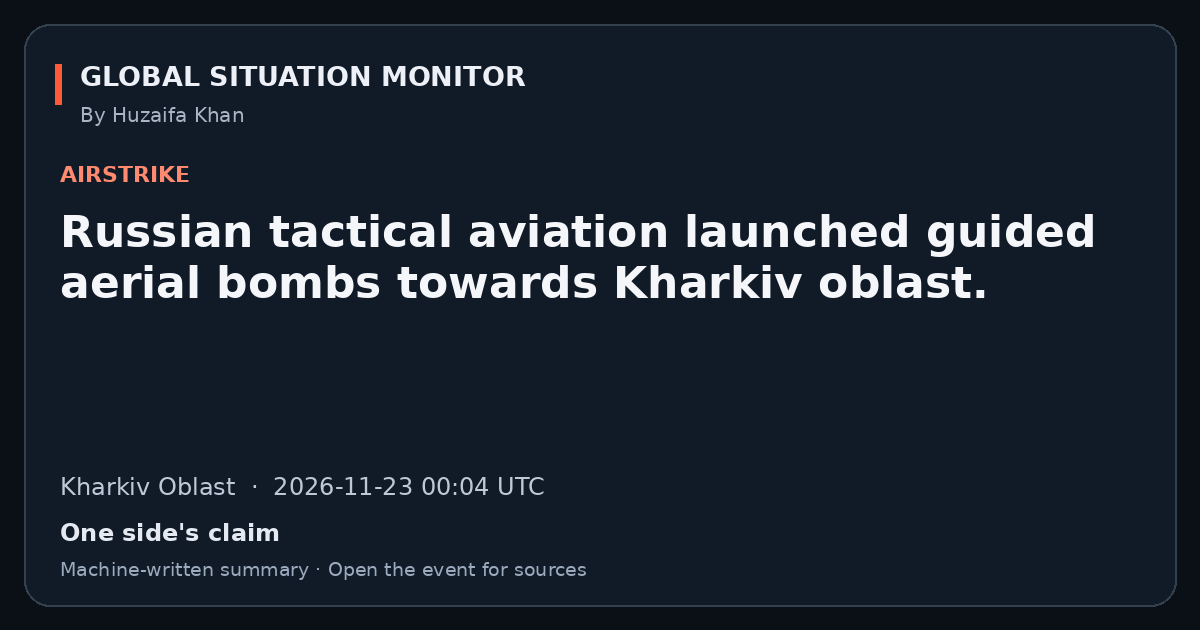 GLOBAL SITUATION MONITOR
By Huzaifa Khan
AIRSTRIKE
Russian tactical aviation launched guided
aerial bombs towards Kharkiv oblast.
Kharkiv Oblast · 2026-11-23 00:04 UTC
One side's claim
Machine-written summary · Open the event for sources